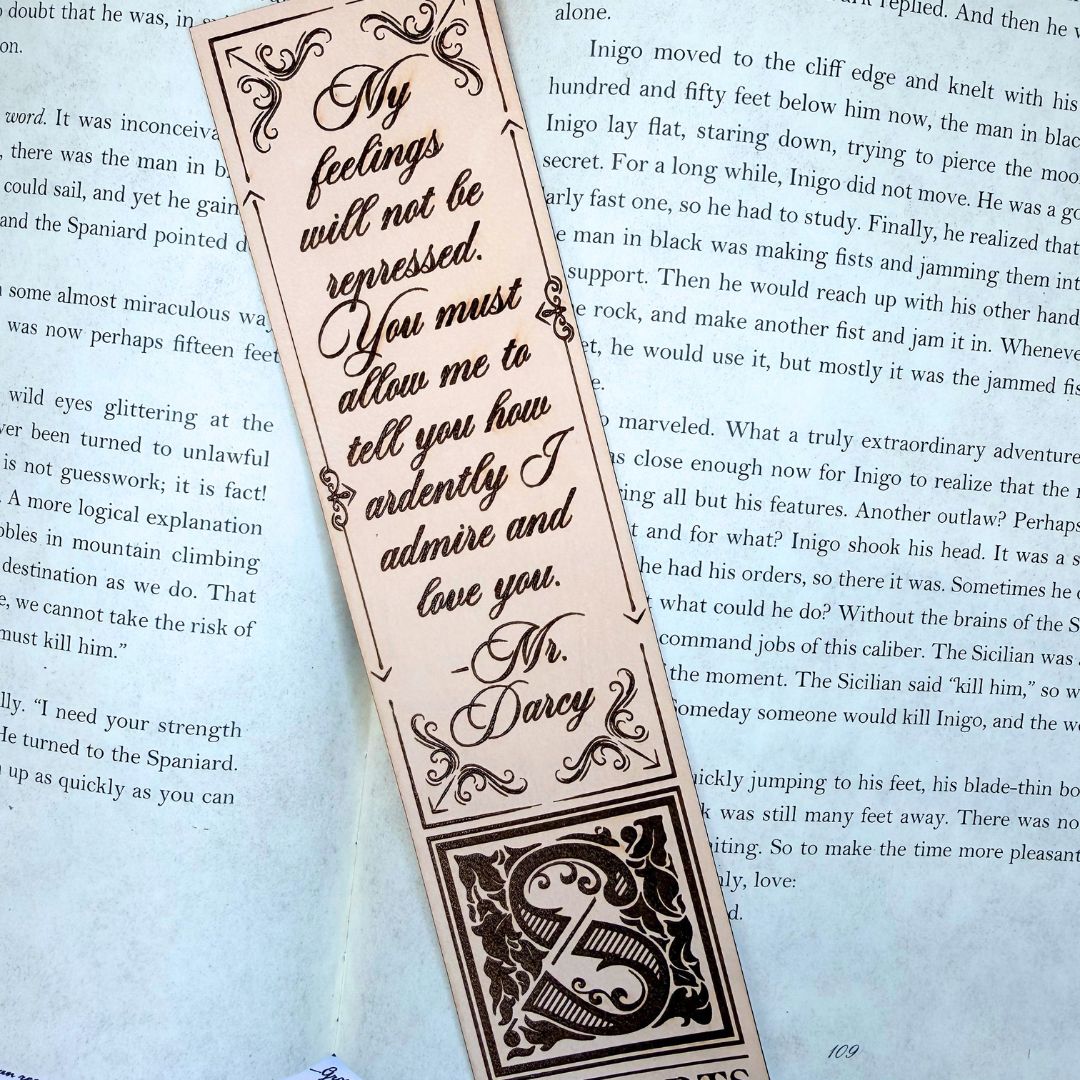 doubt that he was, in
on.
word. It was
, there was the man in
could sail, and yet he
and the Spaniard pointed
some almost miraculous
was now perhaps fifteen feet
wild eyes glittering at the
been turned to unlawful
is not guesswork; it is fact!
A more logical explanation
in mountain climbing
destination as we do. That
, we cannot take the risk of
must kill him.”
“I need your strength
He turned to the Spaniard.
up as quickly as you can
My
feelings
will not be
repressed.
You must
allow me to
tell you how
ardently I
admire and
love you.
-Mr.
Darcy
S
replied. And then he
alone.
Inigo moved to the cliff edge and knelt with his
hundred and fifty feet below him now, the man in
Inigo lay flat, staring down, trying to pierce the
secret. For a long while, Inigo did not move. He was a
fast one, so he had to study. Finally, he realized that
man in black was making fists and jamming them
support. Then he would reach up with his other hand
rock, and make another fist and jam it in.
, he would use it, but mostly it was the jammed
marveled. What a truly extraordinary adventure
close enough now for Inigo to realize that the
all but his features. Another outlaw?
and for what? Inigo shook his head. It was a
he had his orders, so there it was. Sometimes he
what could he do? Without the brains of the
command jobs of this caliber. The Sicilian was
the moment. The Sicilian said “kill him,” so
someday someone would kill Inigo, and the
jumping to his feet, his blade-thin
was still many feet away. There was no
So to make the time more pleasant
love:
109